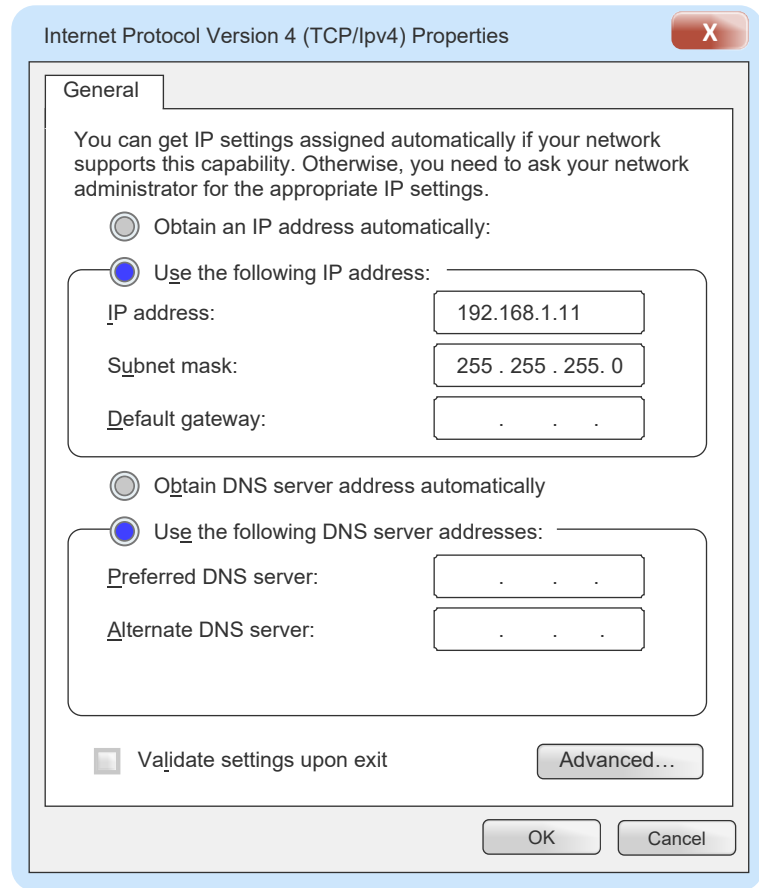 Internet Protocol Version 4 (TCP/Ipv4) Properties
X
General
You can get IP settings assigned automatically if your network
supports this capability. Otherwise, you need to ask your network
administrator for the appropriate IP settings.
Obtain an IP address automatically:
Use the following IP address:
IP address: 192.168.1.11
Subnet mask: 255 . 255 . 255. 0
Default gateway: . . .
Obtain DNS server address automatically
Use the following DNS server addresses:
Preferred DNS server: . . .
Alternate DNS server: . . .
Validate settings upon exit Advanced…
OK Cancel